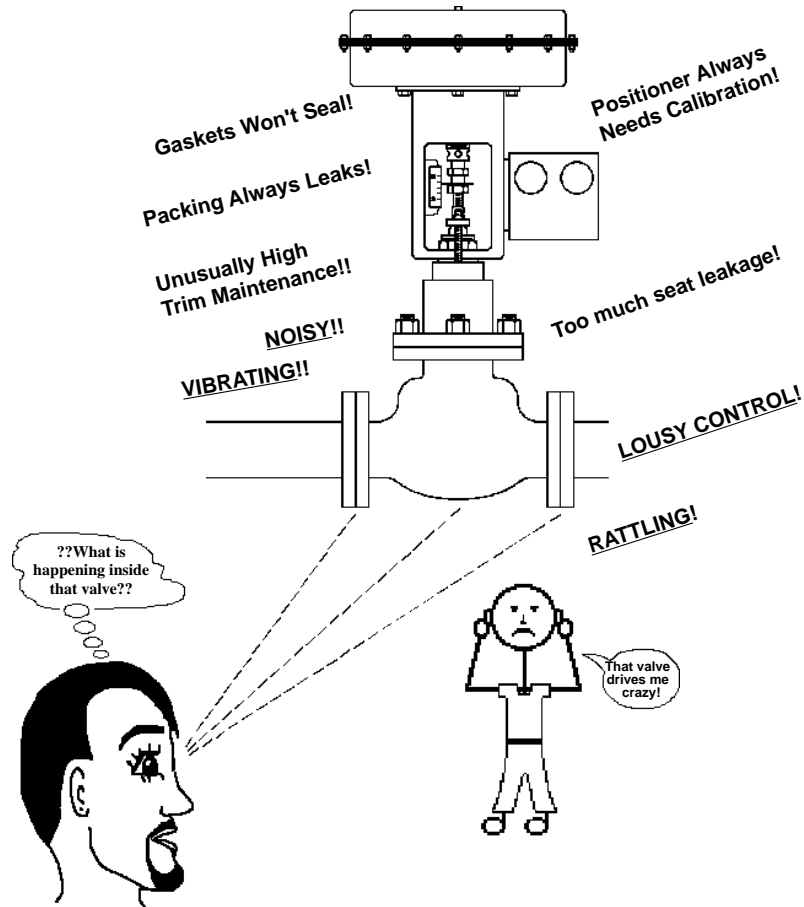 Gaskets Won't Seal!
Positioner Always
Needs Calibration!
Packing Always Leaks!
Unusually High
Trim Maintenance!!
Too much seat leakage!
NOISY!!
VIBRATING!!
LOUSY CONTROL!
RATTLING!
??What is
happening inside
that valve??
That valve
drives me
crazy!